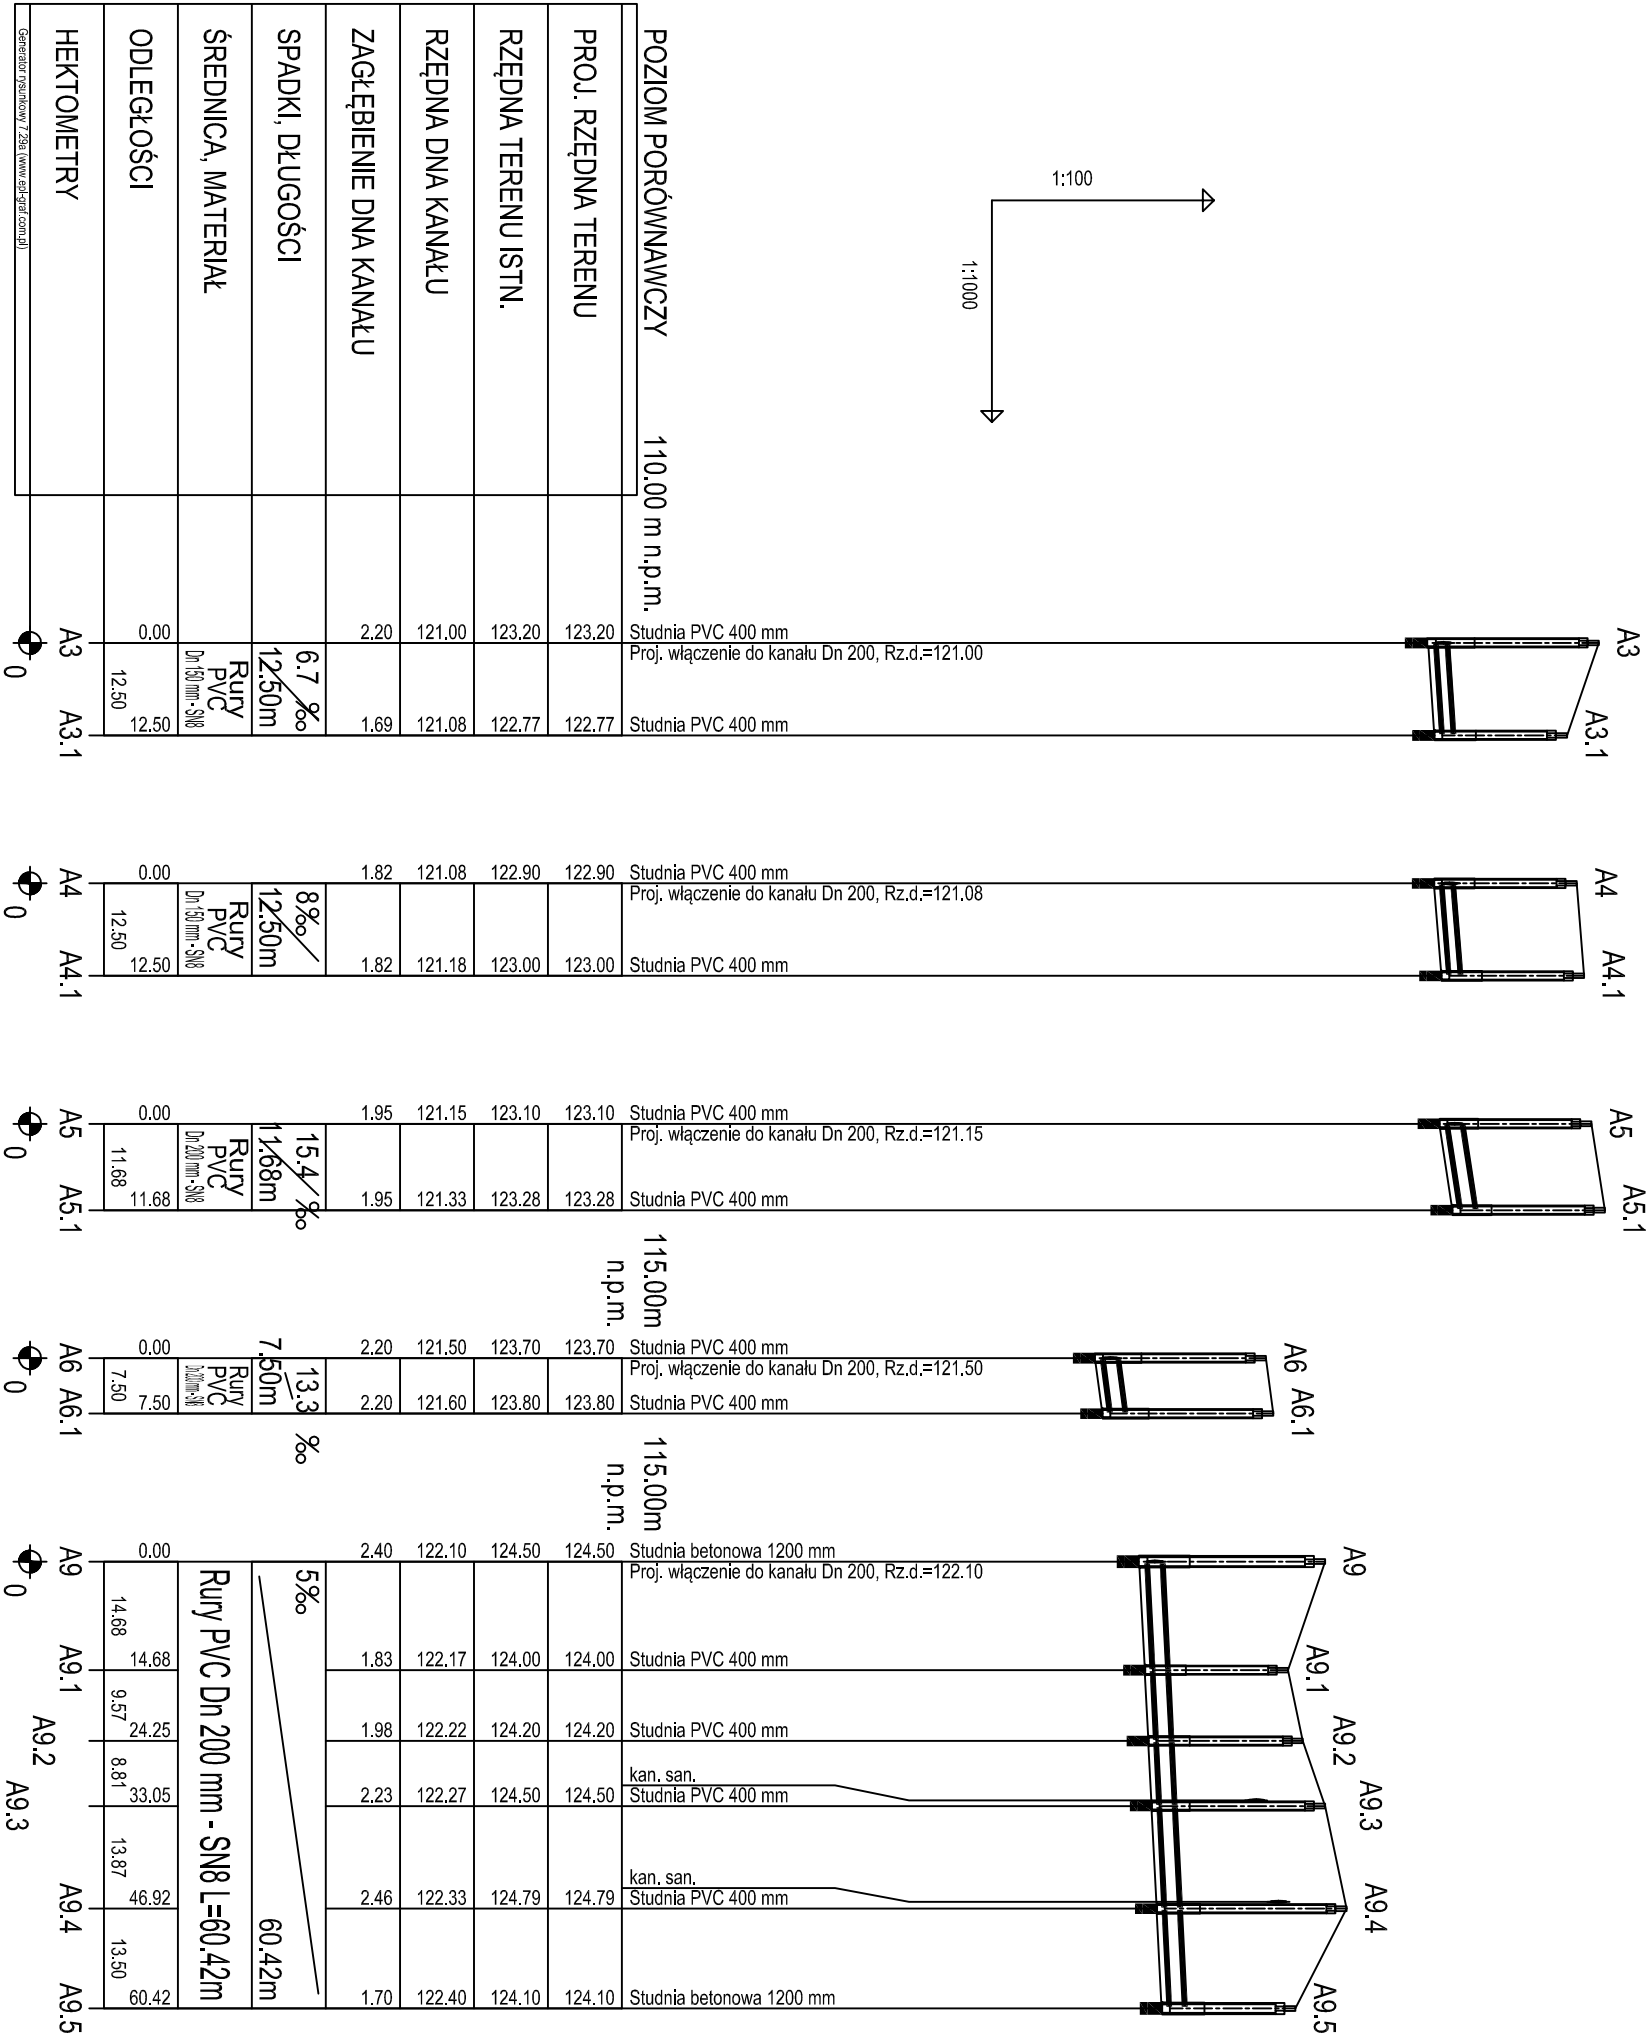 1:100
1:1000
POZIOM PORÓWNAWCZY 110.00 m n.p.m.
PROJ. RZĘDNA TERENU
RZĘDNA TERENU ISTN.
RZĘDNA DNA KANAŁU
ZAGŁĘBIENIE DNA KANAŁU
SPADKI, DŁUGOŚCI
ŚREDNICA, MATERIAŁ
ODLEGŁOŚCI
HEKTOMETRY
Generator rysunkowy 7.29a (www.epi-graf.com.pl)
A3
A3.1
Studnia PVC 400 mm
Proj. włączenie do kanału Dn 200, Rz.d.=121.00
Studnia PVC 400 mm
123.20 122.77
123.20 122.77
121.00 121.08
2.20 1.69
6.7 ‰
12.50m
Rury
PVC
Dn 150 mm - SN8
0.00 12.50 12.50
A3 A3.1
0
A4
A4.1
Studnia PVC 400 mm
Proj. włączenie do kanału Dn 200, Rz.d.=121.08
Studnia PVC 400 mm
122.90 123.00
122.90 123.00
121.08 121.18
1.82 1.82
8‰
12.50m
Rury
PVC
Dn 150 mm - SN8
0.00 12.50 12.50
A4 A4.1
0
A5
A5.1
Studnia PVC 400 mm
Proj. włączenie do kanału Dn 200, Rz.d.=121.15
Studnia PVC 400 mm
123.10 123.28
123.10 123.28
121.15 121.33
1.95 1.95
15.4 ‰
11.68m
Rury
PVC
Dn 200 mm - SN8
0.00 11.68 11.68
A5 A5.1
0
115.00m
n.p.m.
A6 A6.1
Studnia PVC 400 mm
Proj. włączenie do kanału Dn 200, Rz.d.=121.50
Studnia PVC 400 mm
123.70 123.80
123.70 123.80
121.50 121.60
2.20 2.20
13.3 ‰
7.50m
Rury
PVC
Dn 200 mm - SN8
0.00 7.50 7.50
A6 A6.1
0
115.00m
n.p.m.
A9
A9.1
A9.2
A9.3
A9.4
A9.5
Studnia betonowa 1200 mm
Proj. włączenie do kanału Dn 200, Rz.d.=122.10
Studnia PVC 400 mm
Studnia PVC 400 mm
kan. san.
Studnia PVC 400 mm
kan. san.
Studnia PVC 400 mm
Studnia betonowa 1200 mm
124.50 124.00 124.20 124.50 124.79 124.10
124.50 124.00 124.20 124.50 124.79 124.10
122.10 122.17 122.22 122.27 122.33 122.40
2.40 1.83 1.98 2.23 2.46 1.70
5‰
60.42m
Rury PVC Dn 200 mm - SN8 L=60.42m
0.00 14.68 24.25 33.05 46.92 60.42
14.68 9.57 8.81 13.87 13.50
A9 A9.1 A9.2 A9.3 A9.4 A9.5
0